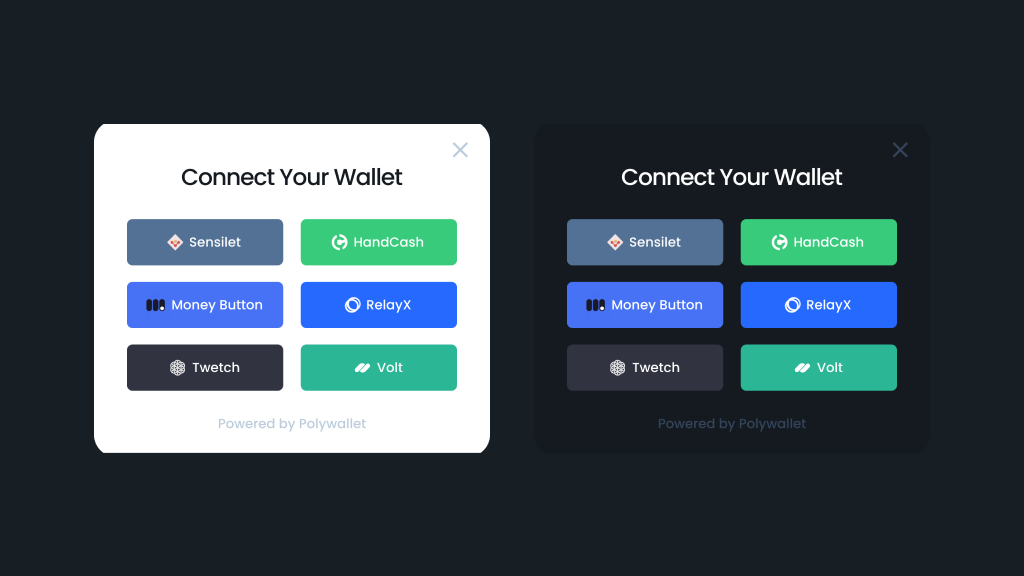 Connect Your Wallet
Sensilet
HandCash
Money Button
RelayX
Twetch
Volt
Powered by Polywallet
Connect Your Wallet
Sensilet
HandCash
Money Button
RelayX
Twetch
Volt
Powered by Polywallet